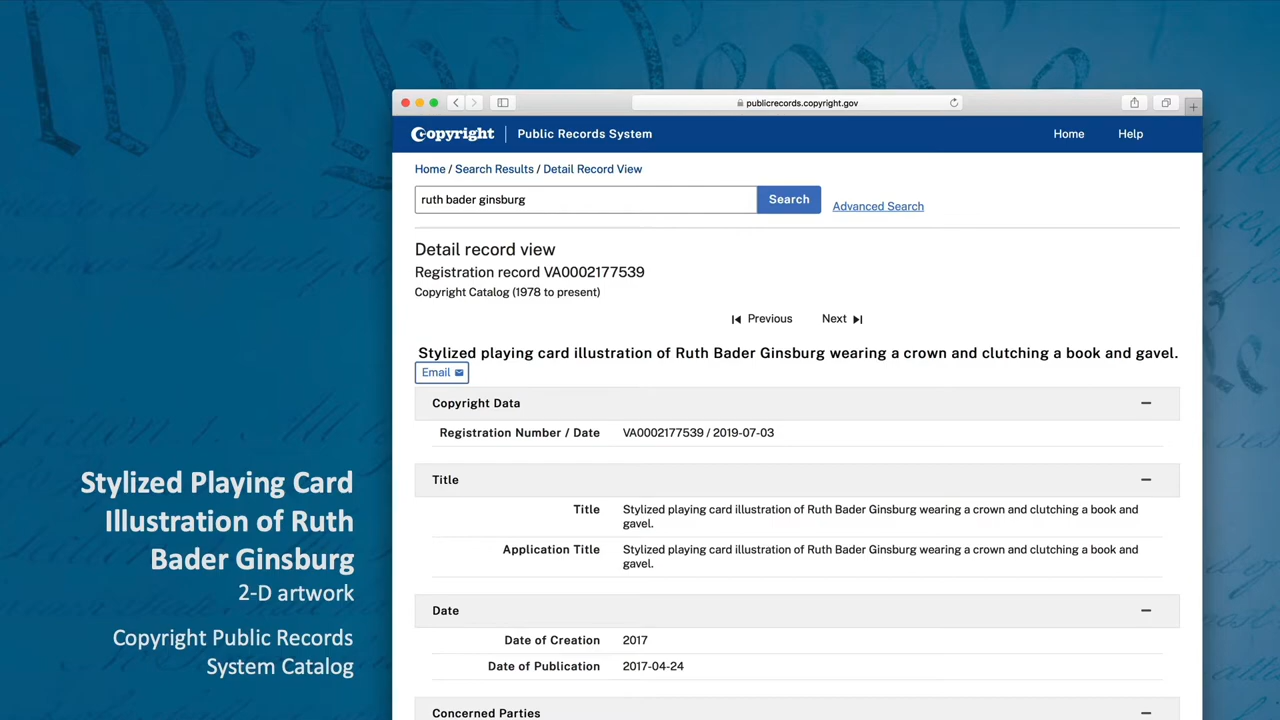 We the People
publicrecords.copyright.gov
Copyright | Public Records System
Home Help
Home / Search Results / Detail Record View
ruth bader ginsburg
Search
Advanced Search
Detail record view
Registration record VA0002177539
Copyright Catalog (1978 to present)
Previous Next
Stylized playing card illustration of Ruth Bader Ginsburg wearing a crown and clutching a book and gavel.
Email
Copyright Data
Registration Number / Date VA0002177539 / 2019-07-03
Title
Title Stylized playing card illustration of Ruth Bader Ginsburg wearing a crown and clutching a book and
gavel.
Application Title Stylized playing card illustration of Ruth Bader Ginsburg wearing a crown and clutching a book and
gavel.
Date
Date of Creation 2017
Date of Publication 2017-04-24
Concerned Parties
Stylized Playing Card
Illustration of Ruth
Bader Ginsburg
2-D artwork
Copyright Public Records
System Catalog